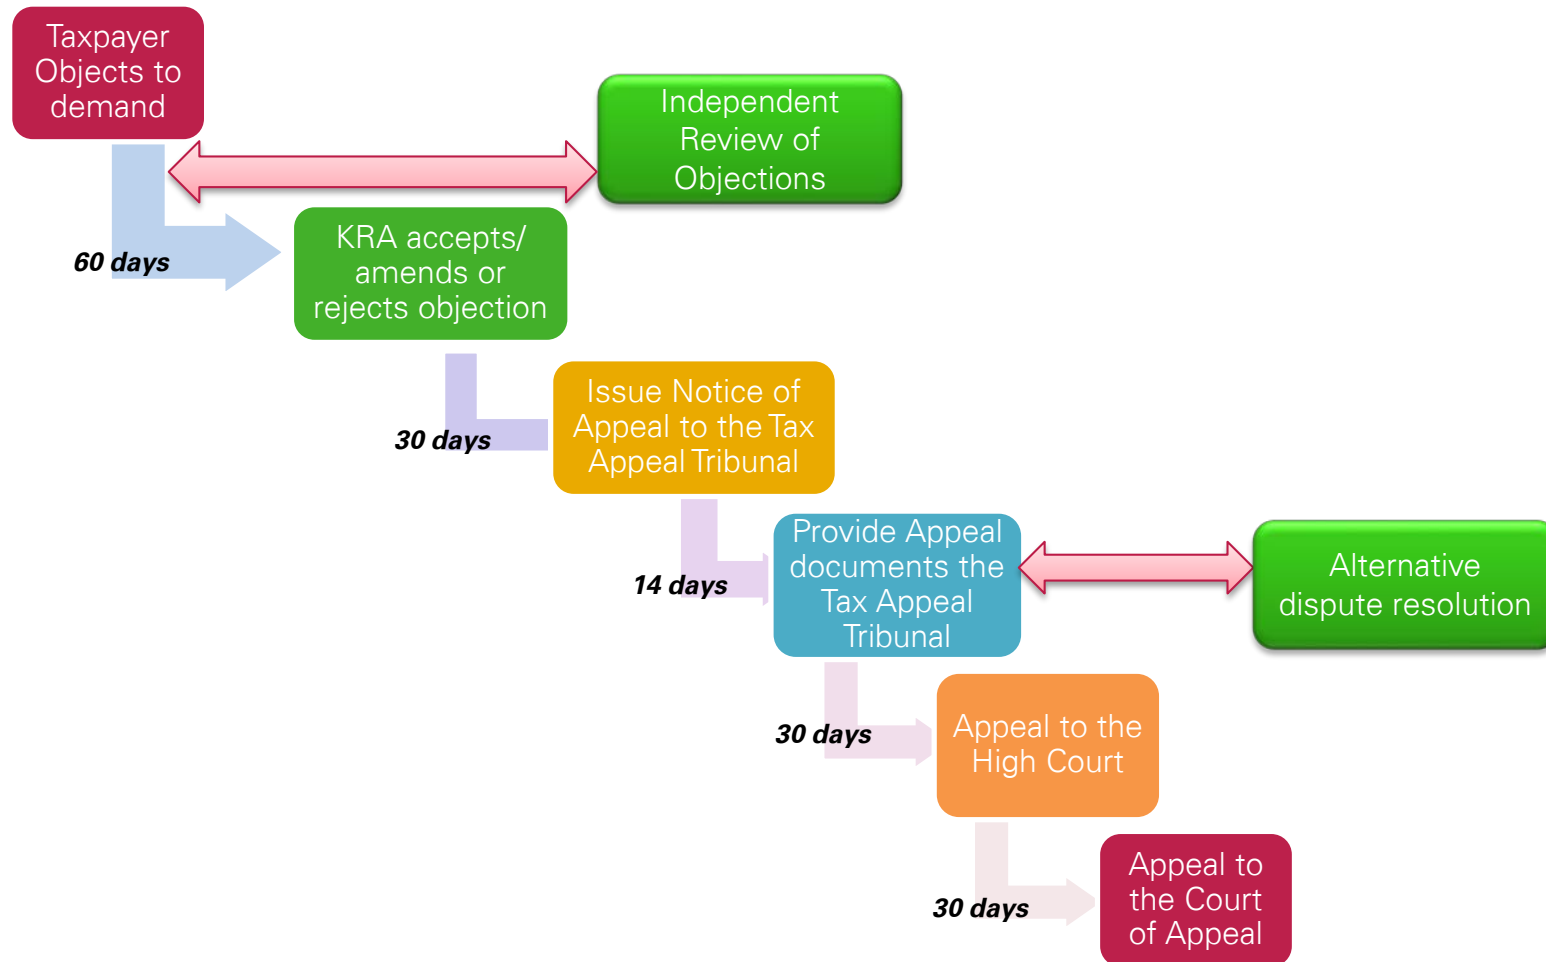 Taxpayer
Objects to
demand
Independent
Review of
Objections
60 days
KRA accepts/
amends or
rejects objection
30 days
Issue Notice of
Appeal to the Tax
Appeal Tribunal
14 days
Provide Appeal
documents the
Tax Appeal
Tribunal
Alternative
dispute resolution
30 days
Appeal to the
High Court
30 days
Appeal to
the Court
of Appeal